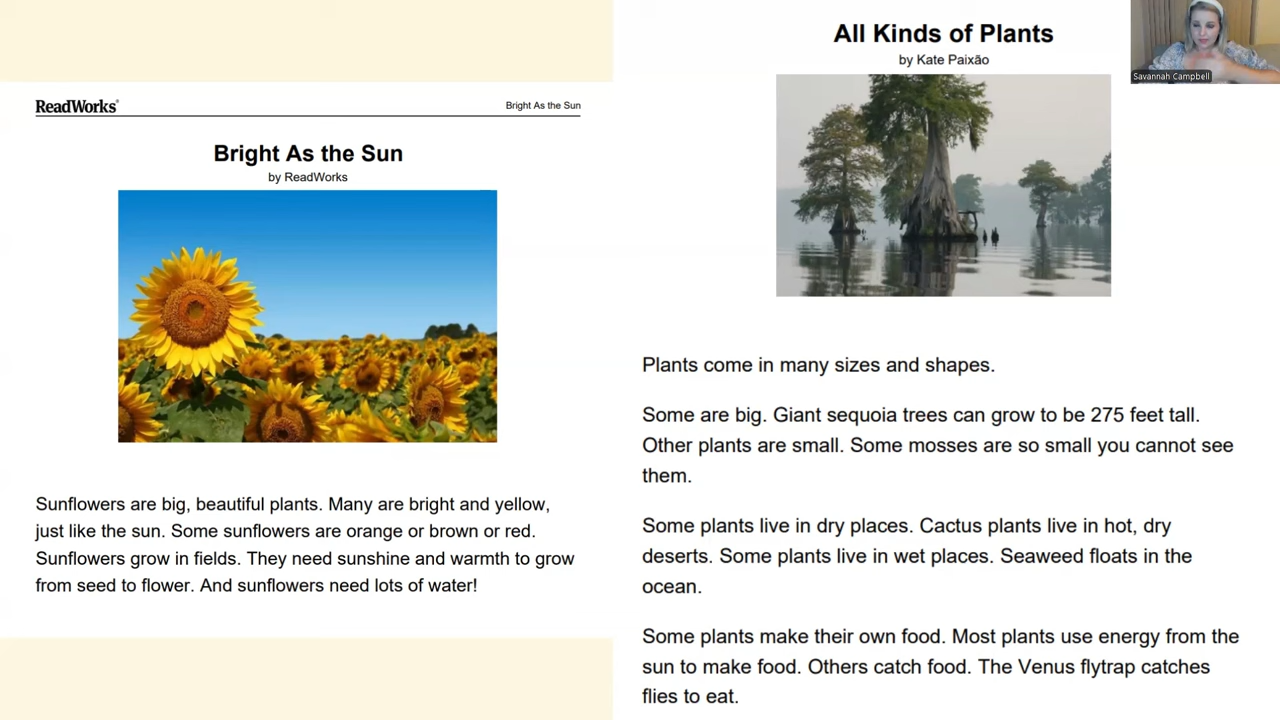 ReadWorks®
Bright As the Sun
Bright As the Sun
by ReadWorks
Sunflowers are big, beautiful plants. Many are bright and yellow,
just like the sun. Some sunflowers are orange or brown or red.
Sunflowers grow in fields. They need sunshine and warmth to grow
from seed to flower. And sunflowers need lots of water!
All Kinds of Plants
by Kate Paixão
Plants come in many sizes and shapes.
Some are big. Giant sequoia trees can grow to be 275 feet tall.
Other plants are small. Some mosses are so small you cannot see
them.
Some plants live in dry places. Cactus plants live in hot, dry
deserts. Some plants live in wet places. Seaweed floats in the
ocean.
Some plants make their own food. Most plants use energy from the
sun to make food. Others catch food. The Venus flytrap catches
flies to eat.
Savannah Campbell